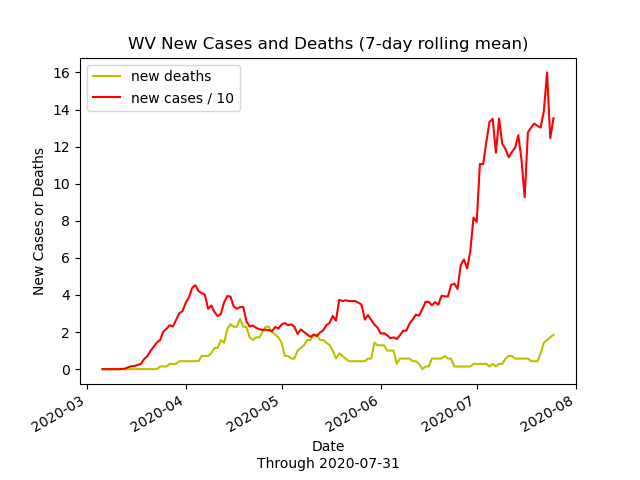 WV New Cases and Deaths (7-day rolling mean)
new deaths
new cases / 10
16
14
12
10
8
6
4
2
0
New Cases or Deaths
2020-03
2020-04
2020-05
2020-06
2020-07
2020-08
Date
Through 2020-07-31